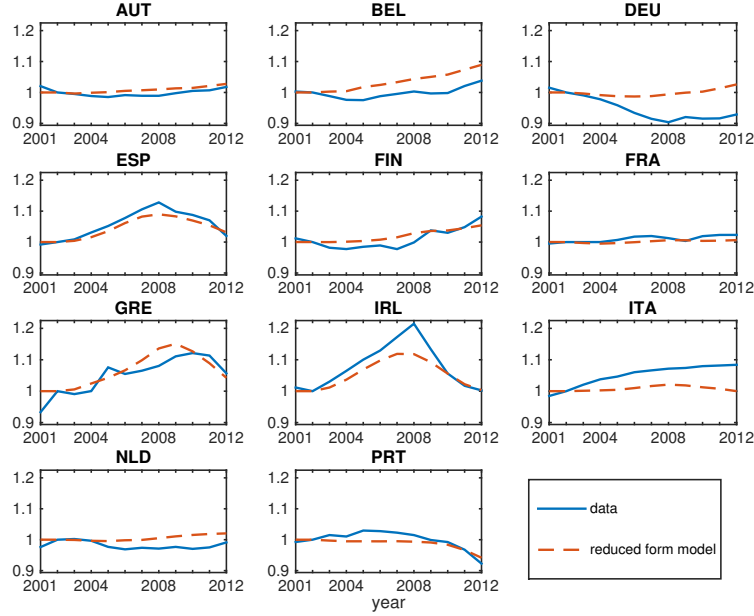 AUT BEL DEU
1.2 1.2 1.2
1.1 1.1 1.1
1 1 1
0.9 0.9 0.9
2001 2004 2008 2012 2001 2004 2008 2012 2001 2004 2008 2012
ESP FIN FRA
1.2 1.2 1.2
1.1 1.1 1.1
1 1 1
0.9 0.9 0.9
2001 2004 2008 2012 2001 2004 2008 2012 2001 2004 2008 2012
GRE IRL ITA
1.2 1.2 1.2
1.1 1.1 1.1
1 1 1
0.9 0.9 0.9
2001 2004 2008 2012 2001 2004 2008 2012 2001 2004 2008 2012
NLD PRT
1.2 1.2
1.1 1.1
1 1
0.9 0.9
2001 2004 2008 2012 2001 2004 2008 2012
year
data
reduced form model